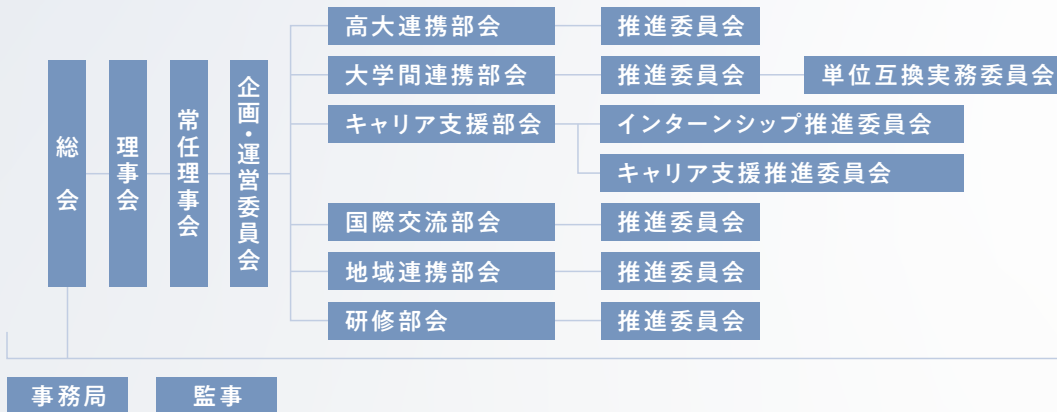 総会
理事会
常任理事会
企画・運営委員会
高大連携部会
推進委員会
大学間連携部会
推進委員会
単位互換実務委員会
キャリア支援部会
インターンシップ推進委員会
キャリア支援推進委員会
国際交流部会
推進委員会
地域連携部会
推進委員会
研修部会
推進委員会
事務局
監事